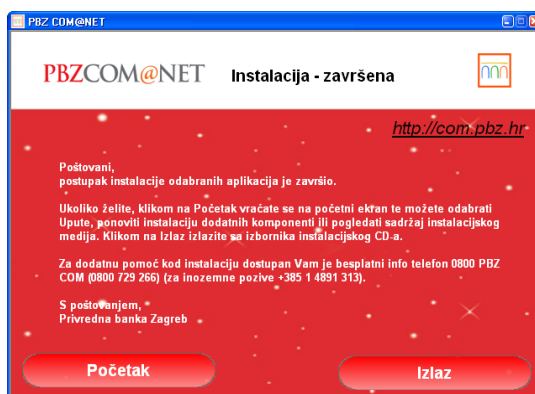 PBZ COM@NET
PBZCOM@NET
Instalacija - završena
http://com.pbz.hr
Poštovani,
postupak instalacije odabranih aplikacija je završio.
Ukoliko želite, klikom na Početak vraćate se na početni ekran te možete odabrati
Upute, ponoviti instalaciju dodatnih komponenti ili pogledati sadržaj instalacijskog
medija. Klikom na Izlaz izlazite sa izbornika instalacijskog CD-a.
Za dodatnu pomoć kod instalaciju dostupan Vam je besplatni info telefon 0800 PBZ
COM (0800 729 266) (za inozemne pozive +385 1 4891 313).
S poštovanjem,
Privredna banka Zagreb
Početak
Izlaz